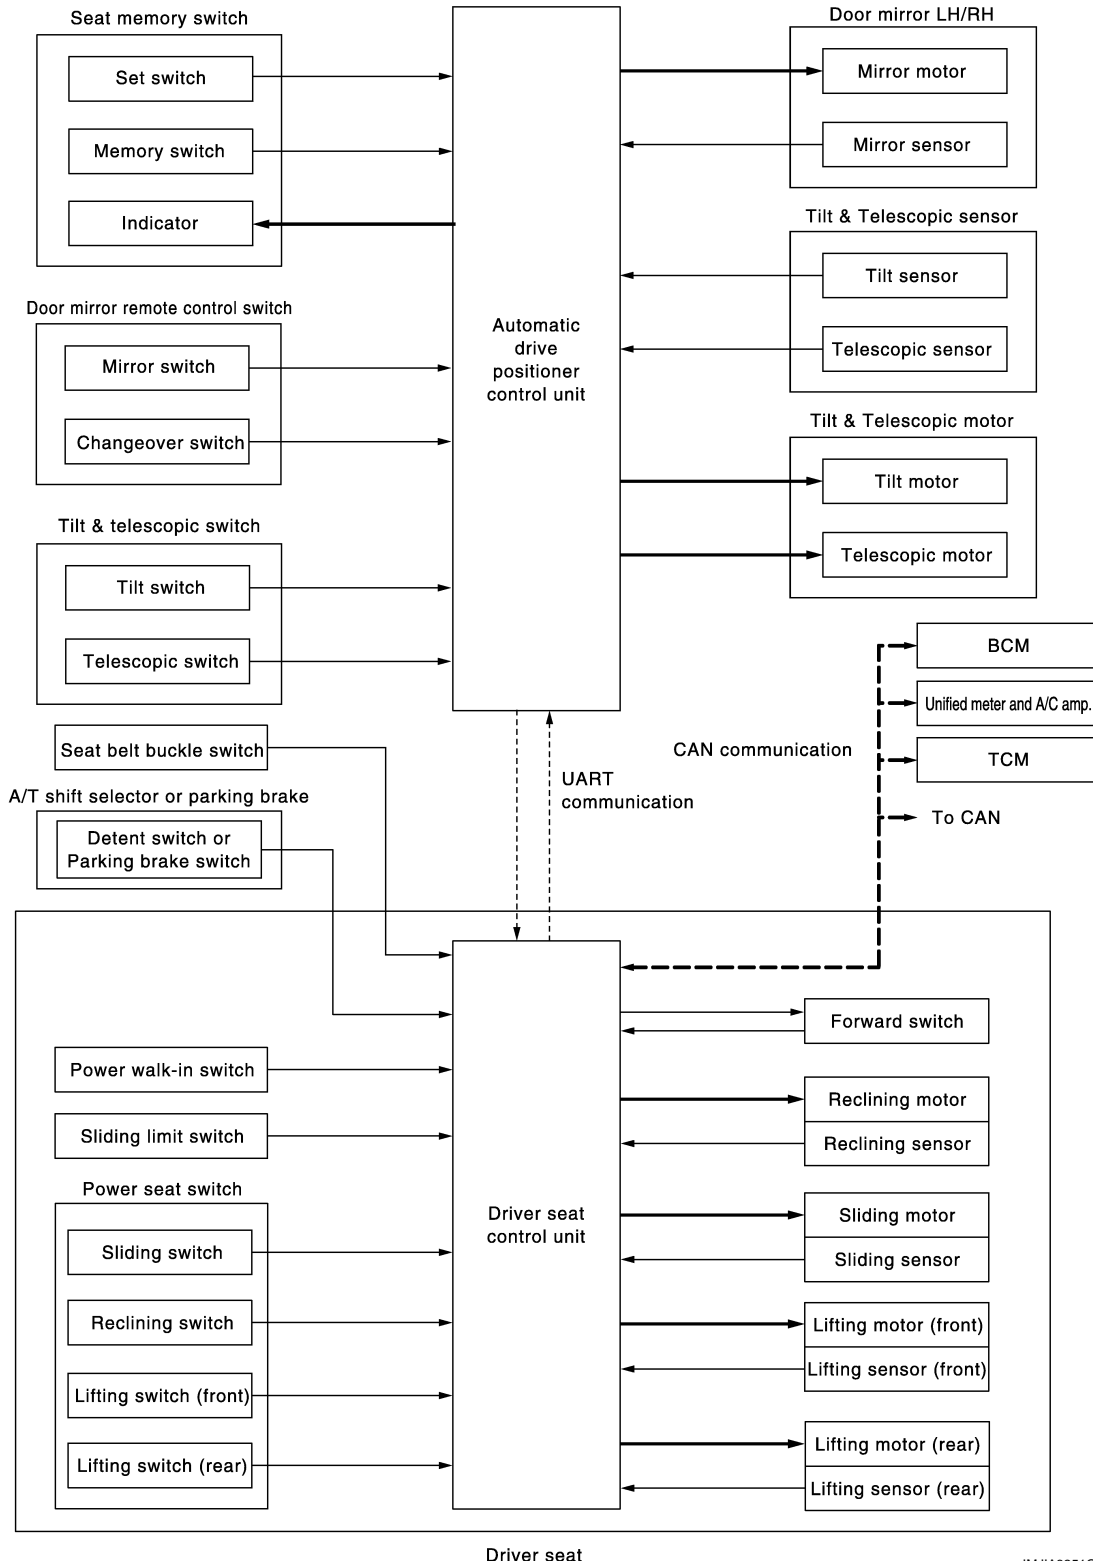 Seat memory switch
Set switch
Memory switch
Indicator
Door mirror remote control switch
Mirror switch
Changeover switch
Tilt & telescopic switch
Tilt switch
Telescopic switch
Seat belt buckle switch
A/T shift selector or parking brake
Detent switch or
Parking brake switch
Automatic
drive
positioner
control unit
Door mirror LH/RH
Mirror motor
Mirror sensor
Tilt & Telescopic sensor
Tilt sensor
Telescopic sensor
Tilt & Telescopic motor
Tilt motor
Telescopic motor
BCM
Unified meter and A/C amp.
TCM
To CAN
CAN communication
UART
communication
Power walk-in switch
Sliding limit switch
Power seat switch
Sliding switch
Reclining switch
Lifting switch (front)
Lifting switch (rear)
Driver seat
control unit
Forward switch
Reclining motor
Reclining sensor
Sliding motor
Sliding sensor
Lifting motor (front)
Lifting sensor (front)
Lifting motor (rear)
Lifting sensor (rear)
Driver seat